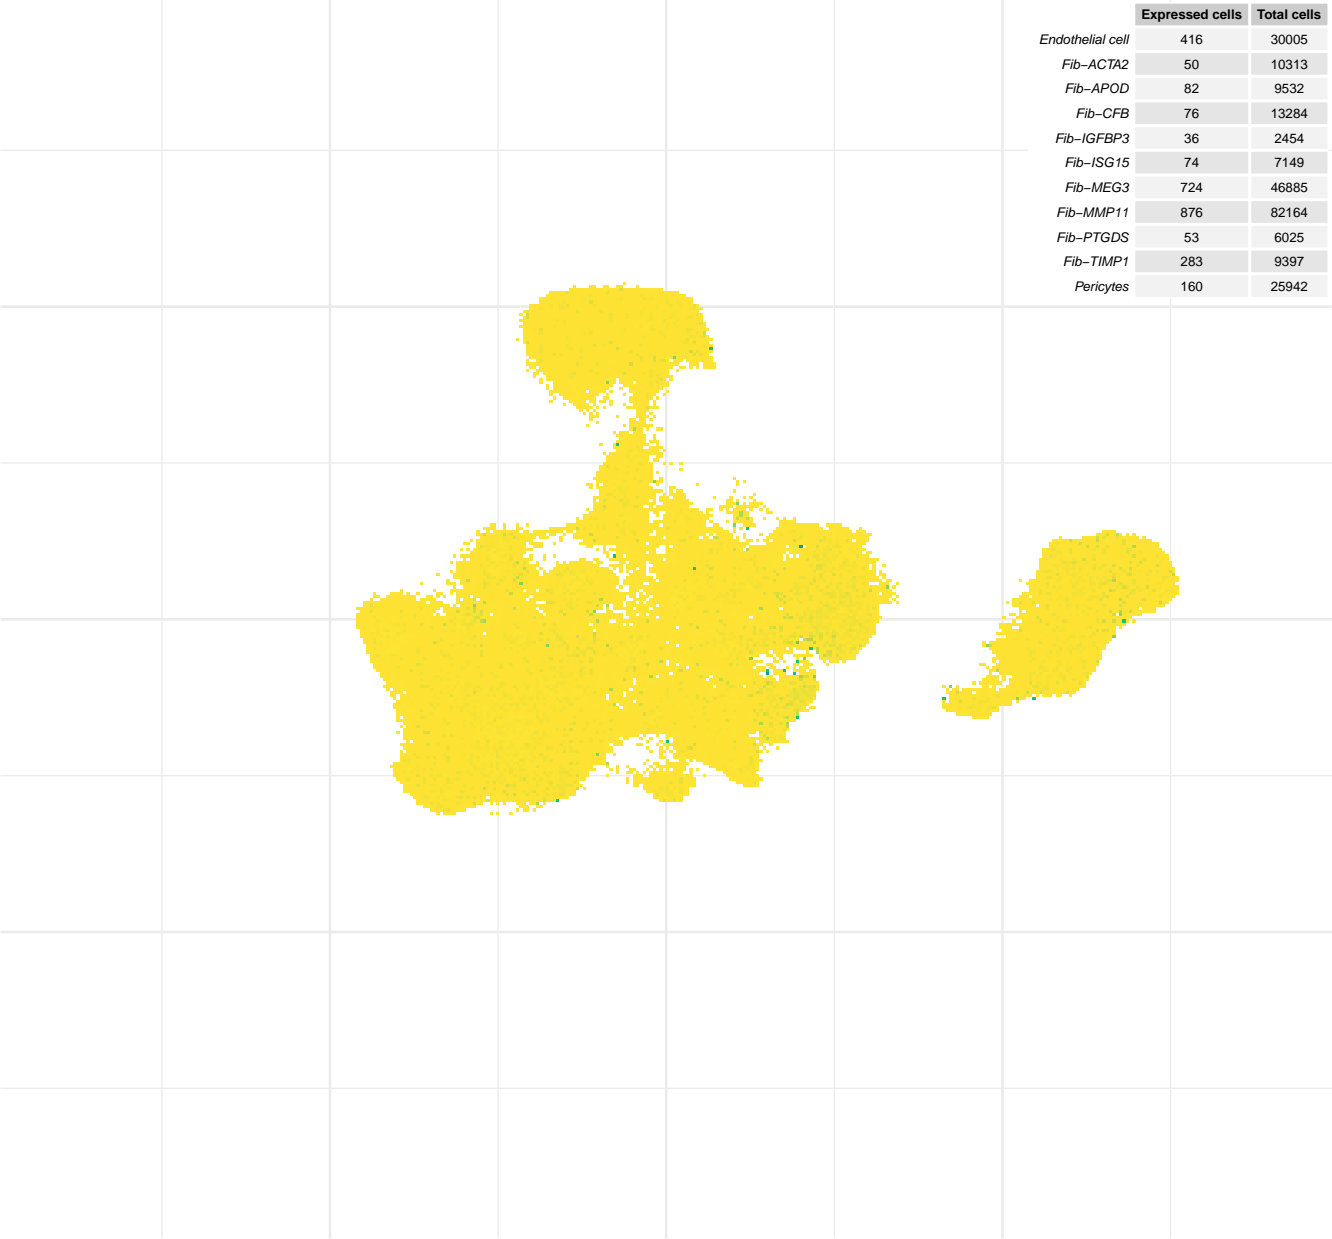 Expressed cells Total cells
Endothelial cell 416 30005
Fib−ACTA2 50 10313
Fib−APOD 82 9532
Fib−CFB 76 13284
Fib−IGFBP3 36 2454
Fib−ISG15 74 7149
Fib−MEG3 724 46885
Fib−MMP11 876 82164
Fib−PTGDS 53 6025
Fib−TIMP1 283 9397
Pericytes 160 25942